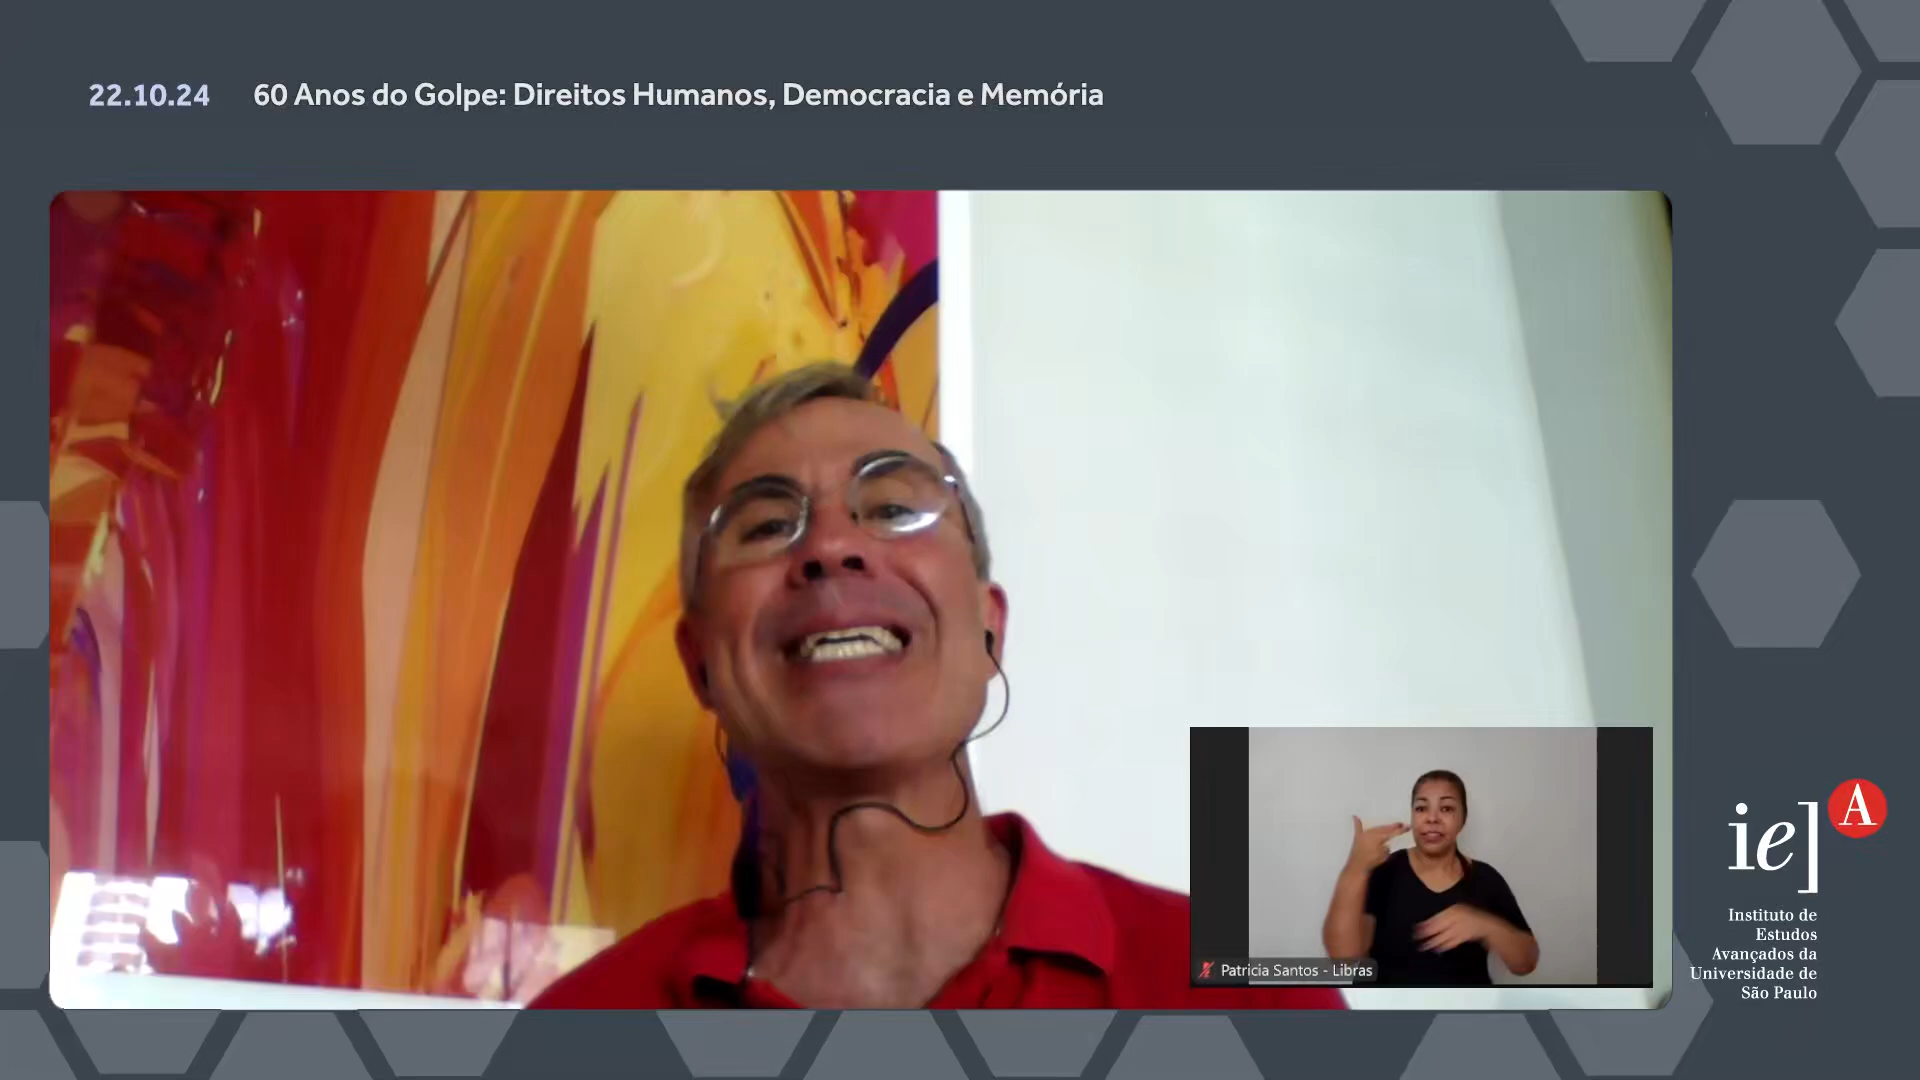 22.10.24 60 Anos do Golpe: Direitos Humanos, Democracia e Memória
Patricia Santos - Libras
ie] A
Instituto de
Estudos
Avançados da
Universidade de
São Paulo